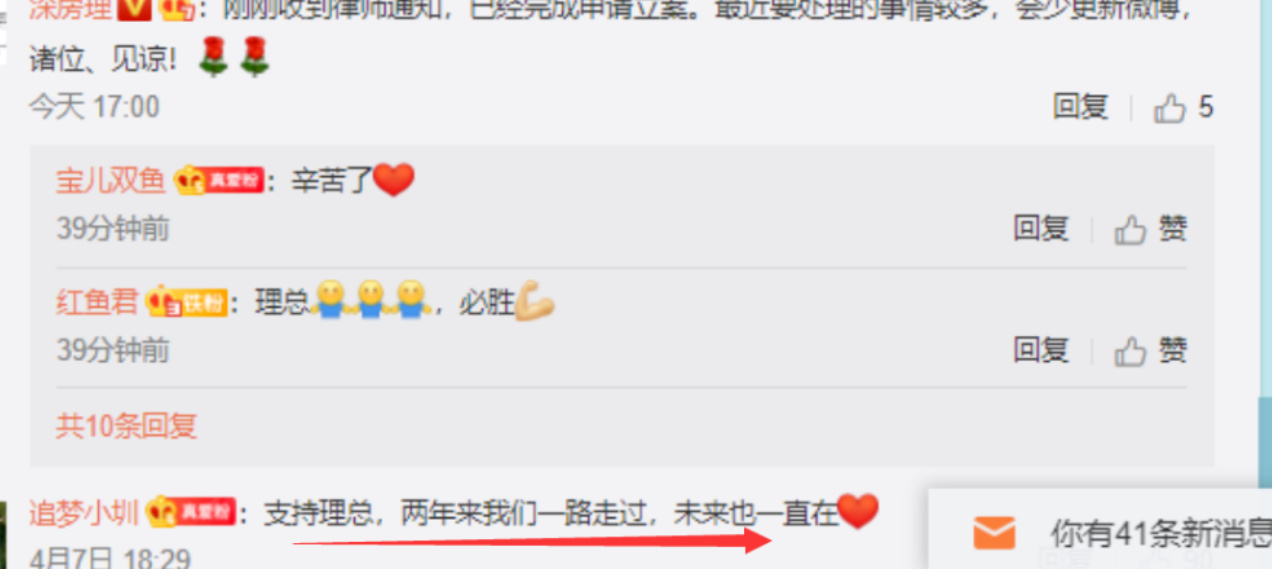 深房理 V : 刚刚收到律师通知，已经完成申请立案。最近要处理的事情较多，会少更新微博，
诸位、见谅！
今天 17:00
回复 5
宝儿双鱼 真爱粉 : 辛苦了
39分钟前
回复 赞
红鱼君 3 铁粉 : 理总，必胜
39分钟前
回复 赞
共10条回复
追梦小圳 真爱粉 : 支持理总，两年来我们一路走过，未来也一直在
你有41条新消息
4月7日 18:29
回复 90